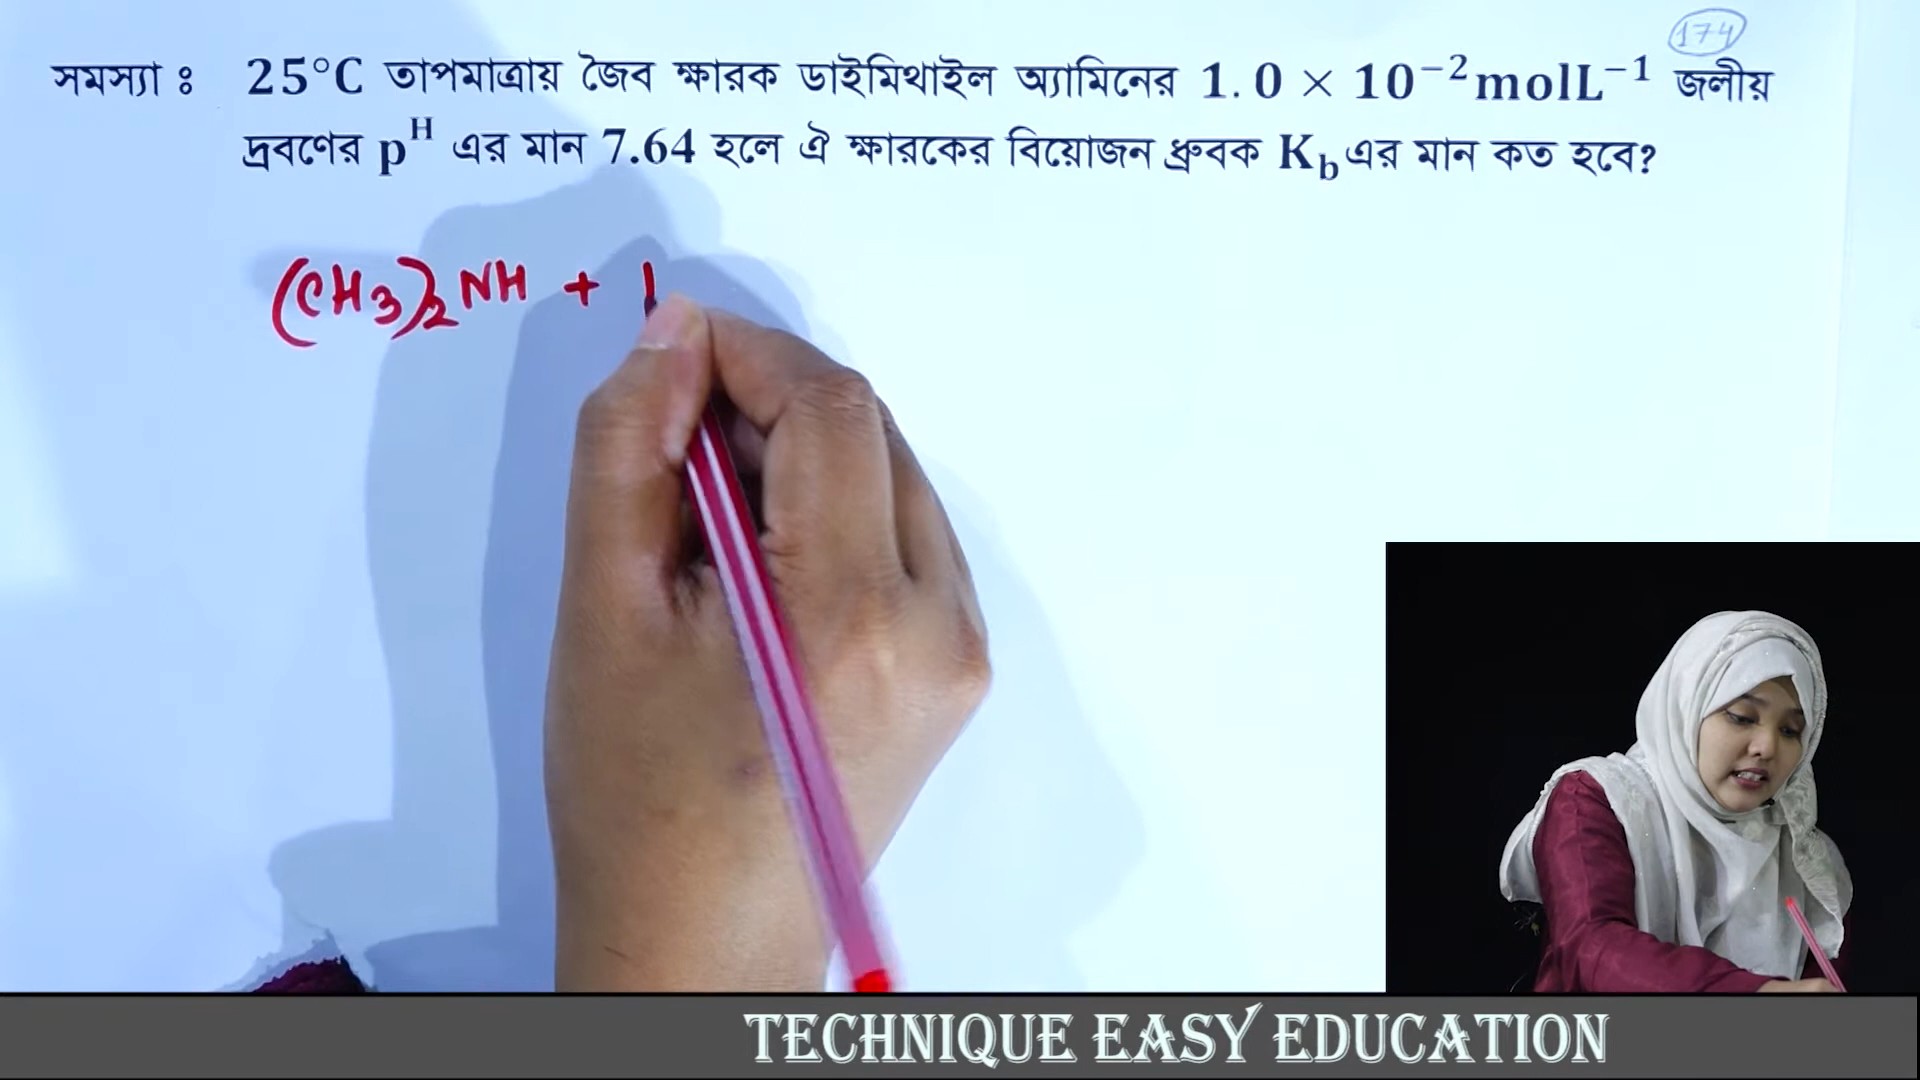 174
সমস্যা ঃ 25°C তাপমাত্রায় জৈব ক্ষারক ডাইমিথাইল অ্যামিনের 1.0 × 10⁻²molL⁻¹ জলীয়
দ্রবণের pᴴ এর মান 7.64 হলে ঐ ক্ষারকের বিয়োজন ধ্রুবক K_b এর মান কত হবে?
(CH₃)₂NH +
TECHNIQUE EASY EDUCATION